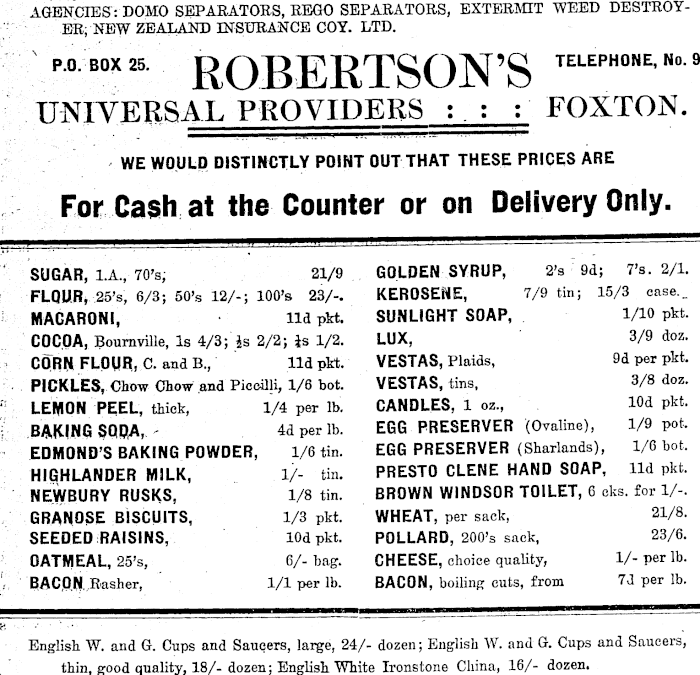 AGENCIES: DOMO SEPARATORS, REGO SEPARATORS, EXTERMIT WEED DESTROY-
ER, NEW ZEALAND INSURANCE COY. LTD.
P.O. BOX 25. ROBERTSON'S TELEPHONE, No. 9
UNIVERSAL PROVIDERS : : : FOXTON.
WE WOULD DISTINCTLY POINT OUT THAT THESE PRICES ARE
For Cash at the Counter or on Delivery Only.
SUGAR, 1.A., 70's, 21/9
FLOUR, 25's, 6/3; 50's 12/-; 100's 23/-.
MACARONI, 11d pkt.
COCOA, Bournville, 1s 4/3; ½s 2/2; ¼s 1/2.
CORN FLOUR, C. and B., 11d pkt.
PICKLES, Chow Chow and Piccilli, 1/6 bot.
LEMON PEEL, thick, 1/4 per lb.
BAKING SODA, 4d per lb.
EDMOND'S BAKING POWDER, 1/6 tin.
HIGHLANDER MILK, 1/- tin.
NEWBURY RUSKS, 1/8 tin.
GRANOSE BISCUITS, 1/3 pkt.
SEEDED RAISINS, 10d pkt.
OATMEAL, 25's, 6/- bag.
BACON Rasher, 1/1 per lb.
GOLDEN SYRUP, 2's 9d; 7's. 2/1.
KEROSENE, 7/9 tin; 15/3 case.
SUNLIGHT SOAP, 1/10 pkt.
LUX, 3/9 doz.
VESTAS, Plaids, 9d per pkt.
VESTAS, tins, 3/8 doz.
CANDLES, 1 oz., 10d pkt.
EGG PRESERVER (Ovaline), 1/9 pot.
EGG PRESERVER (Sharlands), 1/6 bot.
PRESTO CLENE HAND SOAP, 11d pkt.
BROWN WINDSOR TOILET, 6 cks. for 1/-.
WHEAT, per sack, 21/8.
POLLARD, 200's sack, 23/6.
CHEESE, choice quality, 1/- per lb.
BACON, boiling cuts, from 7d per lb.
English W. and G. Cups and Saucers, large, 24/- dozen; English W. and G. Cups and Saucers,
thin, good quality, 18/- dozen; English White Ironstone China, 16/- dozen.